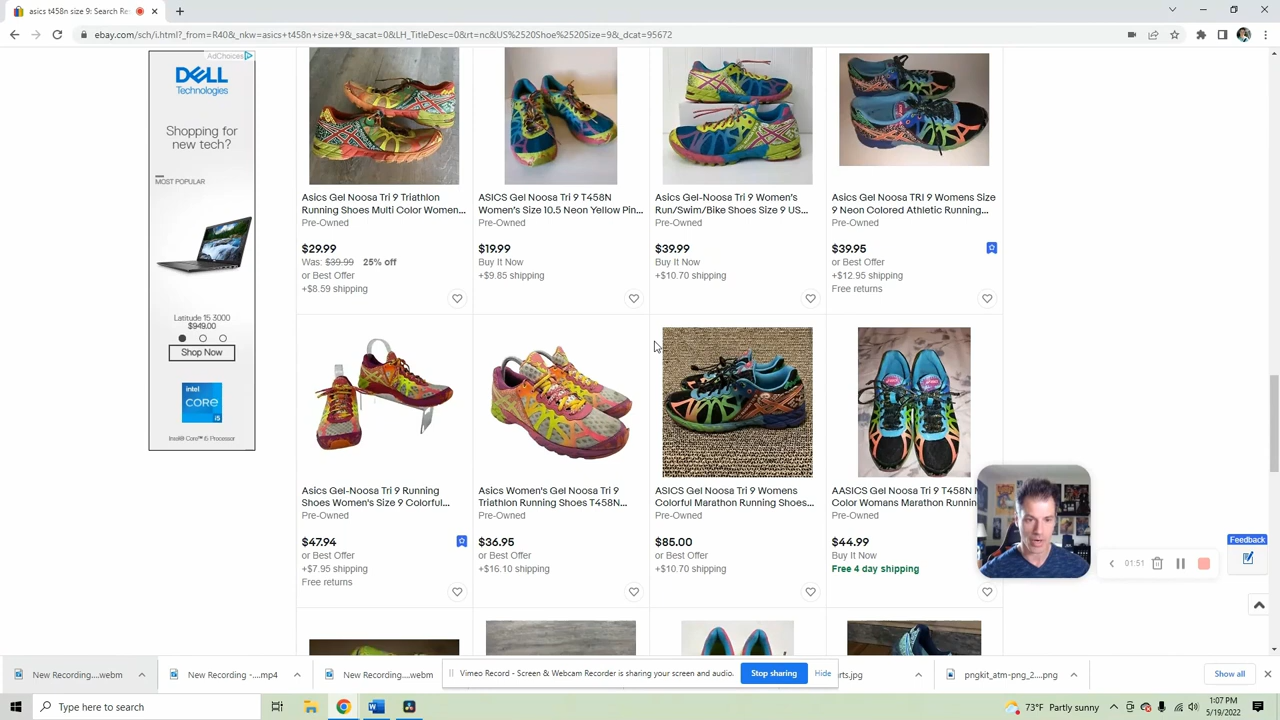 asics t458n size 9: Search Re
ebay.com/sch/i.html?_from=R40&_nkw=asics+t458n+size+9&_sacat=0&LH_TitleDesc=0&rt=nc&US%2520Shoe%2520Size=9&_dcat=95672
AdChoices
DELL
Technologies
Shopping for
new tech?
MOST POPULAR
Latitude 15 3000
$949.00
Shop Now
intel
CORE
i5
Intel® Core™ i5 Processor
Asics Gel Noosa Tri 9 Triathlon
Running Shoes Multi Color Women...
Pre-Owned
$29.99
Was: $39.99 25% off
or Best Offer
+$8.59 shipping
ASICS Gel Noosa Tri 9 T458N
Women's Size 10.5 Neon Yellow Pin...
Pre-Owned
$19.99
Buy It Now
+$9.85 shipping
Asics Gel-Noosa Tri 9 Women's
Run/Swim/Bike Shoes Size 9 US...
Pre-Owned
$39.99
Buy It Now
+$10.70 shipping
Asics Gel Noosa TRI 9 Womens Size
9 Neon Colored Athletic Running...
Pre-Owned
$39.95
or Best Offer
+$12.95 shipping
Free returns
Asics Gel-Noosa Tri 9 Running
Shoes Women's Size 9 Colorful...
Pre-Owned
$47.94
or Best Offer
+$7.95 shipping
Free returns
Asics Women's Gel Noosa Tri 9
Triathlon Running Shoes T458N...
Pre-Owned
$36.95
or Best Offer
+$16.10 shipping
ASICS Gel Noosa Tri 9 Womens
Colorful Marathon Running Shoes...
Pre-Owned
$85.00
or Best Offer
+$10.70 shipping
AASICS Gel Noosa Tri 9 T458N
Color Womans Marathon Runnin
Pre-Owned
$44.99
Buy It Now
Free 4 day shipping
01:51
Feedback
New Recording....webm
New Recording -....mp4
New Recording....webm
Vimeo Record - Screen & Webcam Recorder is sharing your screen and audio.
Stop sharing
Hide
rts.jpg
pngkit_atm-png_2....png
Show all
Type here to search
73°F Partly sunny
1:07 PM
5/19/2022